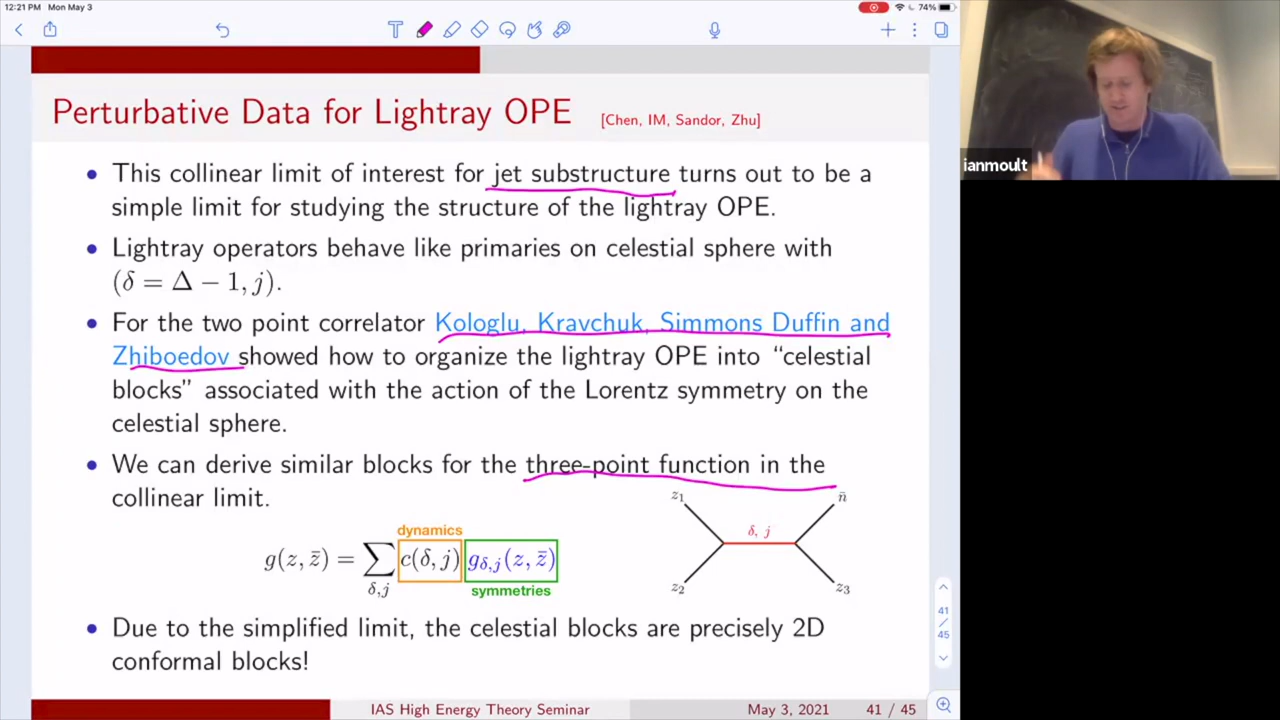 12:21 PM Mon May 3
74%
Perturbative Data for Lightray OPE [Chen, IM, Sandor, Zhu]
ianmoult
• This collinear limit of interest for jet substructure turns out to be a
simple limit for studying the structure of the lightray OPE.
• Lightray operators behave like primaries on celestial sphere with
(δ = Δ − 1, j).
• For the two point correlator Kologlu, Kravchuk, Simmons Duffin and
Zhiboedov showed how to organize the lightray OPE into “celestial
blocks” associated with the action of the Lorentz symmetry on the
celestial sphere.
• We can derive similar blocks for the three-point function in the
collinear limit.
dynamics
g(z, z̄) = ∑ c(δ, j) g_{δ,j}(z, z̄)
δ,j
symmetries
z₁ n̄
δ, j
z₂ z₃
• Due to the simplified limit, the celestial blocks are precisely 2D
conformal blocks!
41
/
45
IAS High Energy Theory Seminar May 3, 2021 41 / 45